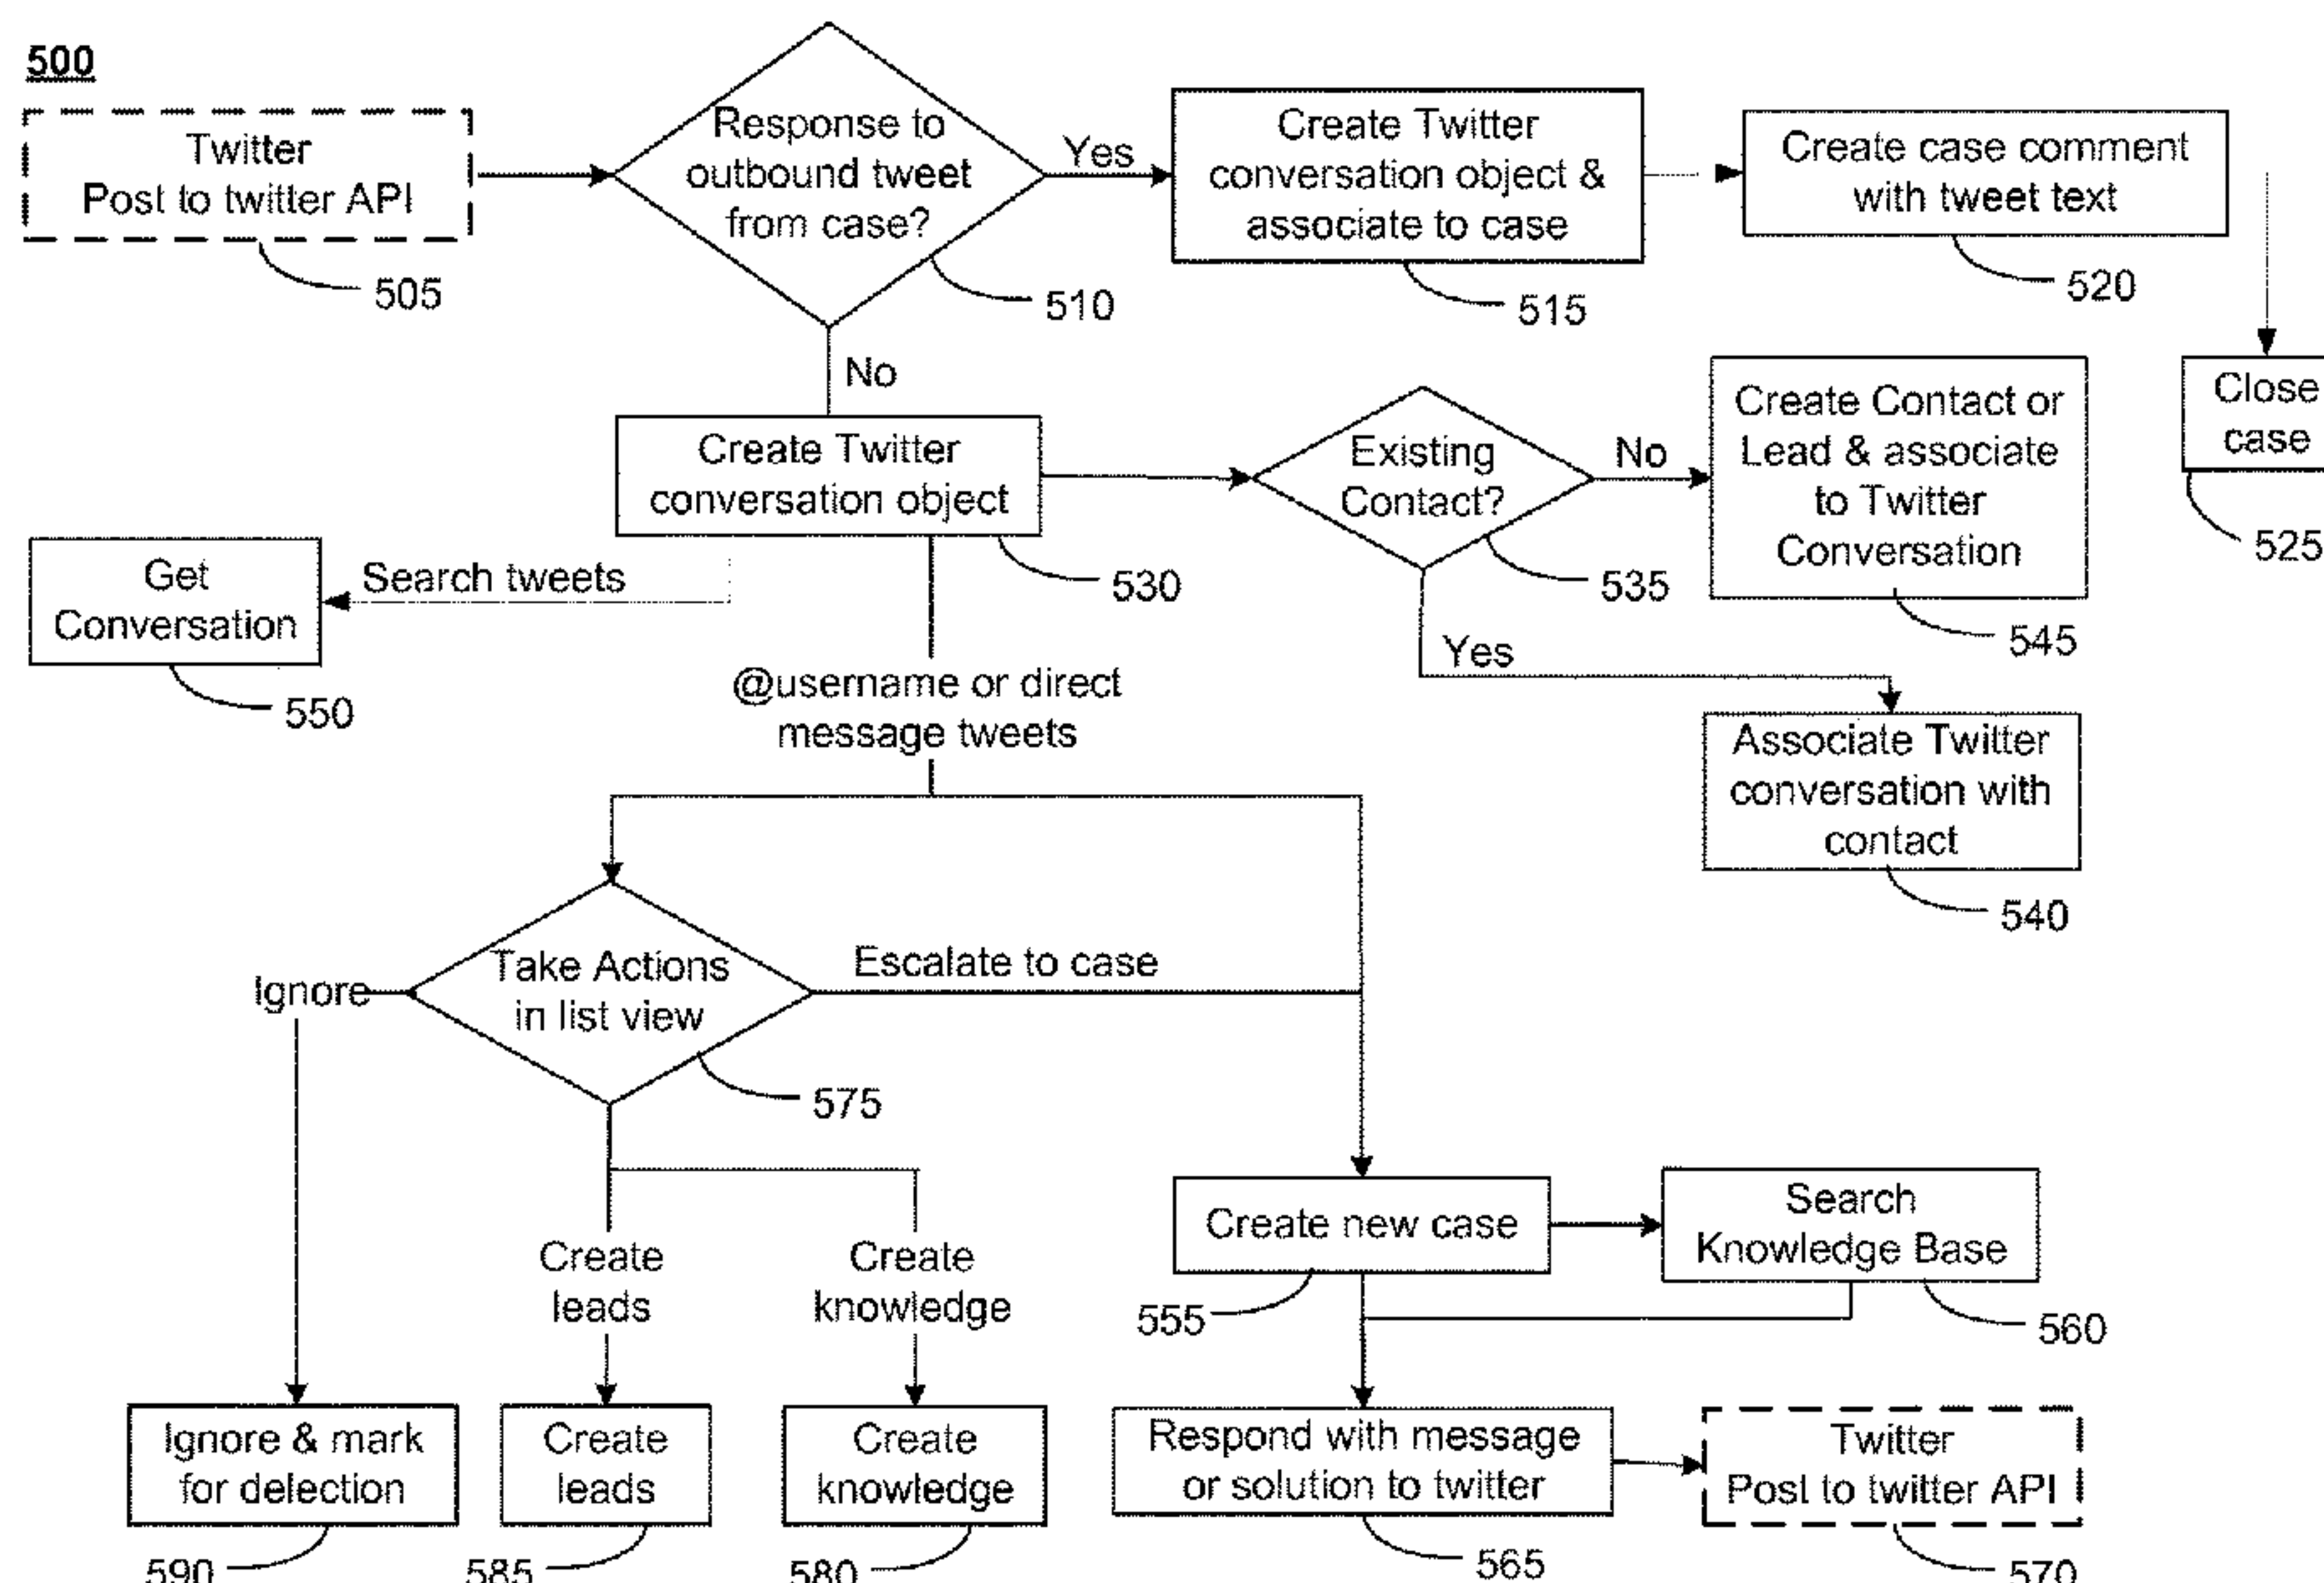 500
Twitter
Post to twitter API
505
Response to
outbound tweet
from case?
510
Yes
Create Twitter
conversation object &
associate to case
515
Create case comment
with tweet text
520
Close
case
525
No
Create Twitter
conversation object
530
Existing
Contact?
535
No
Create Contact or
Lead & associate
to Twitter
Conversation
545
Yes
Associate Twitter
conversation with
contact
540
Search tweets
Get
Conversation
550
@username or direct
message tweets
Take Actions
in list view
575
Ignore
Escalate to case
Create
leads
Create
knowledge
Create new case
555
Search
Knowledge Base
560
Ignore & mark
for delection
590
Create
leads
585
Create
knowledge
580
Respond with message
or solution to twitter
565
Twitter
Post to twitter API
570